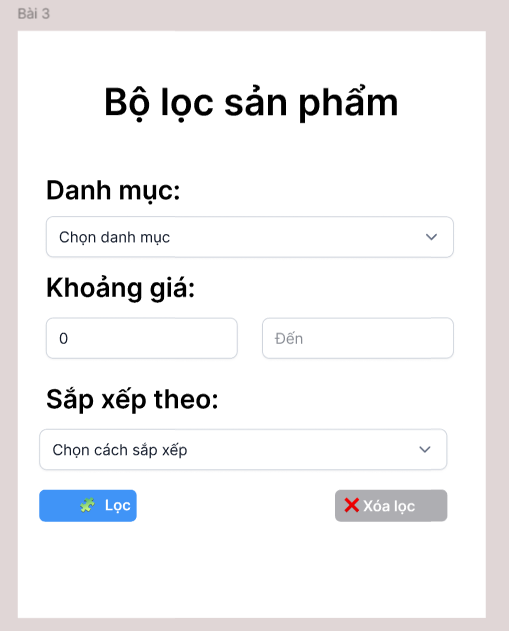 Bài 3
Bộ lọc sản phẩm
Danh mục:
Chọn danh mục
Khoảng giá:
0
Đến
Sắp xếp theo:
Chọn cách sắp xếp
Lọc
Xóa lọc